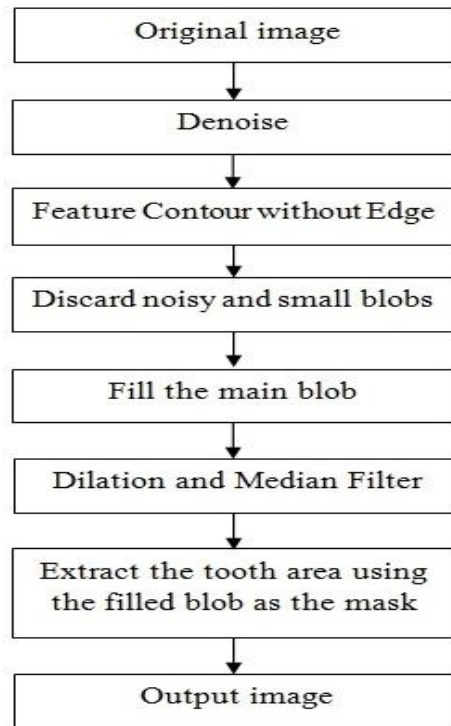 Original image
Denoise
Feature Contour without Edge
Discard noisy and small blobs
Fill the main blob
Dilation and Median Filter
Extract the tooth area using
the filled blob as the mask
Output image